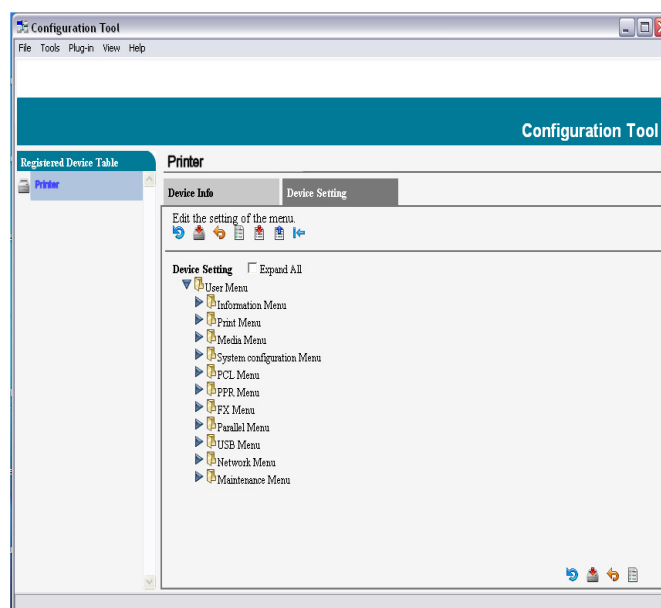 Configuration Tool
File Tools Plug-in View Help
Configuration Tool
Registered Device Table
Printer
Printer
Device Info Device Setting
Edit the setting of the menu.
Device Setting Expand All
User Menu
Information Menu
Print Menu
Media Menu
System configuration Menu
PCL Menu
PPR Menu
FX Menu
Parallel Menu
USB Menu
Network Menu
Maintenance Menu